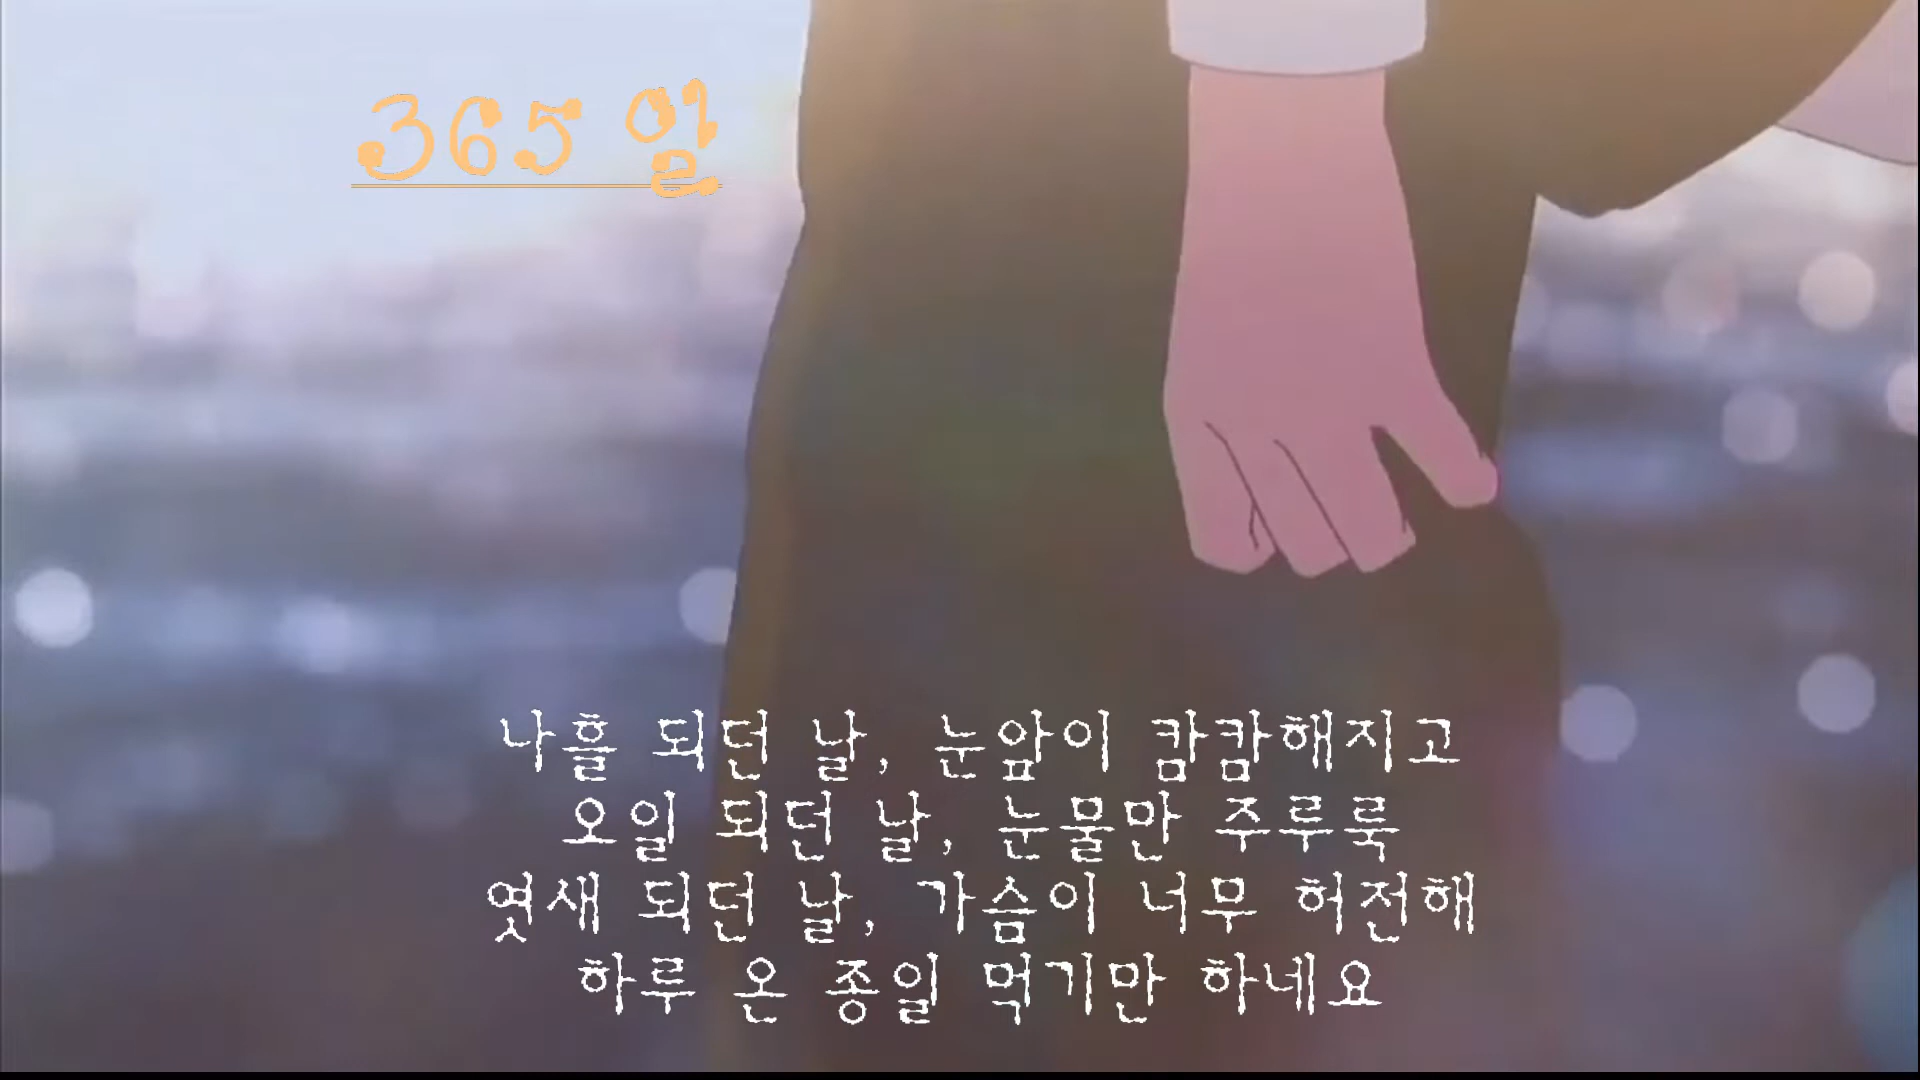 365 일
나흘 되던 날, 눈앞이 캄캄해지고
오일 되던 날, 눈물만 주루룩
엿새 되던 날, 가슴이 너무 허전해
하루 온 종일 먹기만 하네요